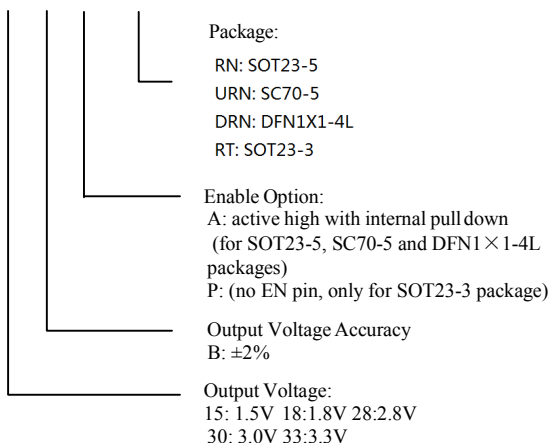 Package:
RN: SOT23-5
URN: SC70-5
DRN: DFN1X1-4L
RT: SOT23-3
Enable Option:
A: active high with internal pull down
(for SOT23-5, SC70-5 and DFN1×1-4L
packages)
P: (no EN pin, only for SOT23-3 package)
Output Voltage Accuracy
B: ±2%
Output Voltage:
15: 1.5V 18:1.8V 28:2.8V
30: 3.0V 33:3.3V